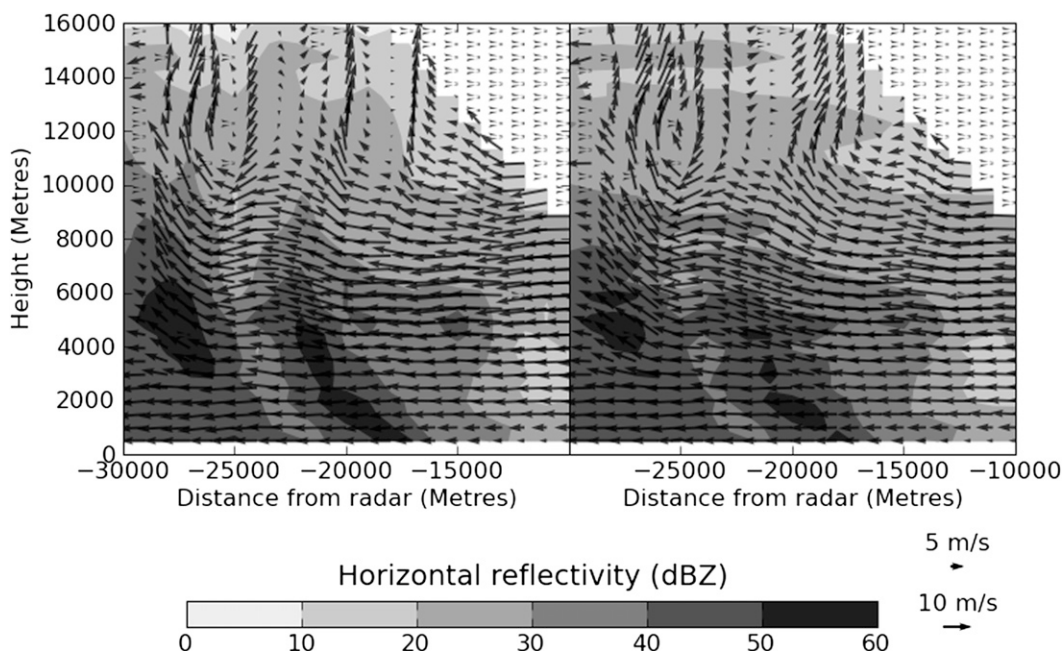 16000
14000
12000
10000
8000
6000
4000
2000
0
Height (Metres)
−30000 −25000 −20000 −15000 −25000 −20000 −15000 −10000
Distance from radar (Metres) Distance from radar (Metres)
5 m/s
Horizontal reflectivity (dBZ)
10 m/s
0 10 20 30 40 50 60